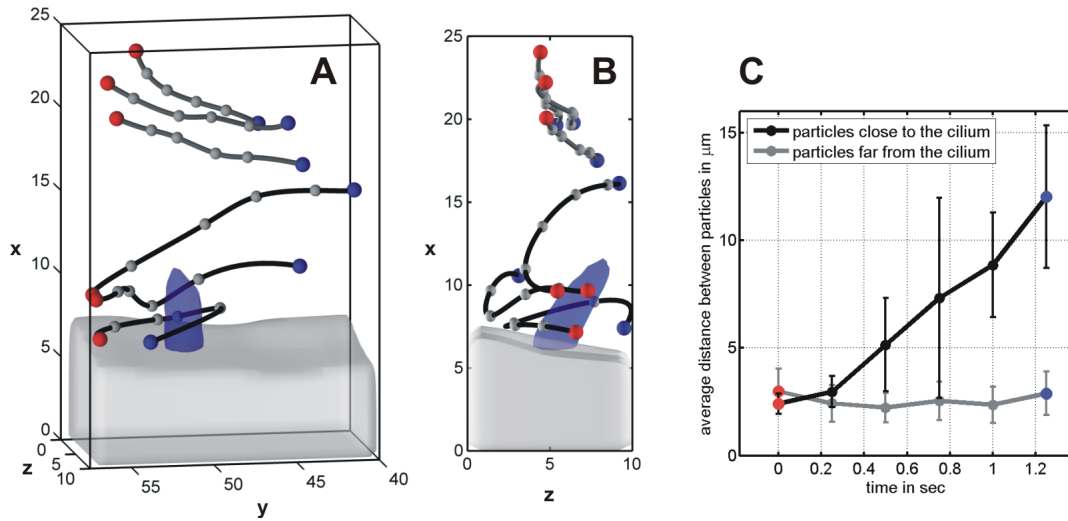 A
25
20
15
10
5
0
x
0
5
10
z
55
50
45
40
y
B
25
20
15
10
5
0
x
0
5
10
z
C
particles close to the cilium
particles far from the cilium
15
10
5
0
average distance between particles in μm
0
0.2
0.4
0.6
0.8
1
1.2
time in sec